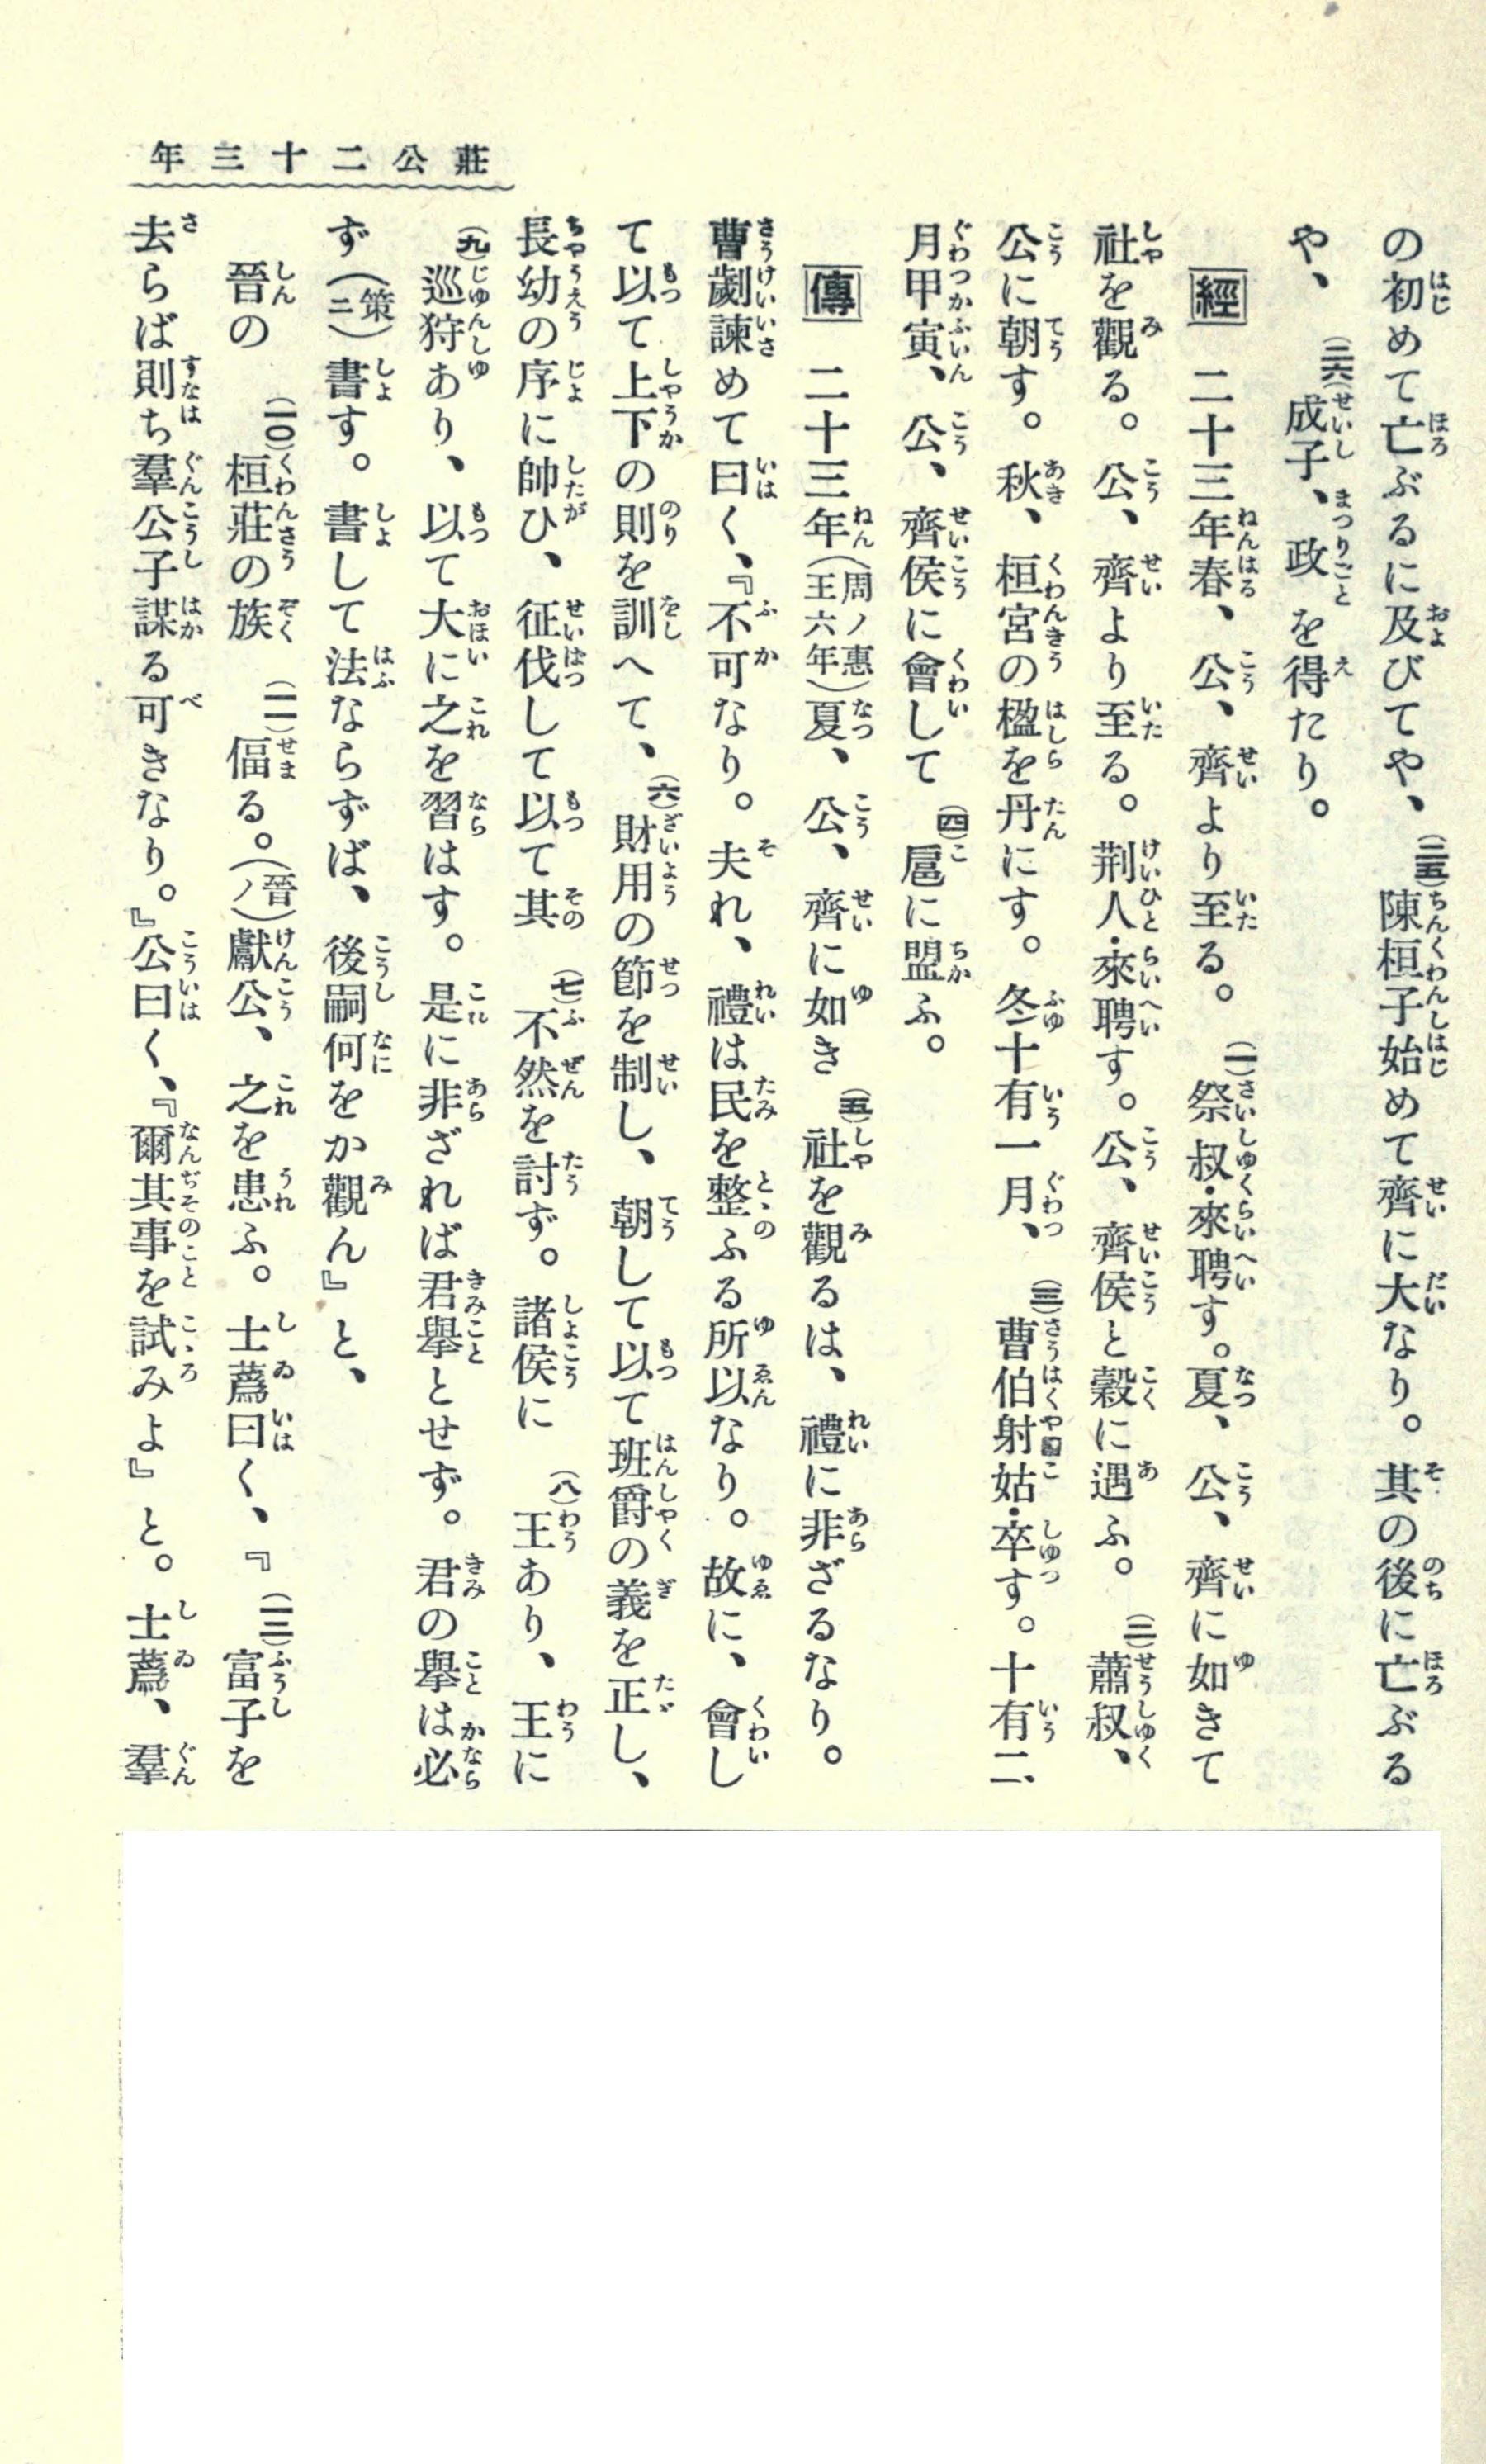 莊公二十三年
の初めて亡ぶるに及びてや、(二五)陳桓子始めて齊に大なり。其の後に亡ぶる
や、(二六)成子、政を得たり。
經 二十三年春、公、齊より至る。(一)祭叔・來聘す。夏、公、齊に如きて
社を觀る。公、齊より至る。荆人・來聘す。公、齊侯と穀に遇ふ。(二)蕭叔、
公に朝す。秋、桓宮の楹を丹にす。冬十有一月、(三)曹伯射姑・卒す。十有二
月甲寅、公、齊侯に會して(四)扈に盟ふ。
傳 二十三年(周ノ惠王六年)夏、公、齊に如き(五)社を觀るは、禮に非ざるなり。
曹劌諫めて曰く、『不可なり。夫れ、禮は民を整ふる所以なり。故に、會し
て以て上下の則を訓へて、(六)財用の節を制し、朝して以て班爵の義を正し、
長幼の序に帥ひ、征伐して以て其(七)不然を討ず。諸侯に(八)王あり、王に
(九)巡狩あり、以て大に之を習はす。是に非ざれば君擧とせず。君の擧は必
ず(策ニ)書す。書して法ならずば、後嗣何をか觀ん』と、
晉の(一〇)桓莊の族(一一)偪る。(晉ノ)獻公、之を患ふ。士蔿曰く、『(一二)富子を
去らば則ち羣公子謀る可きなり。』公曰く、『爾其事を試みよ』と。士蔿、羣